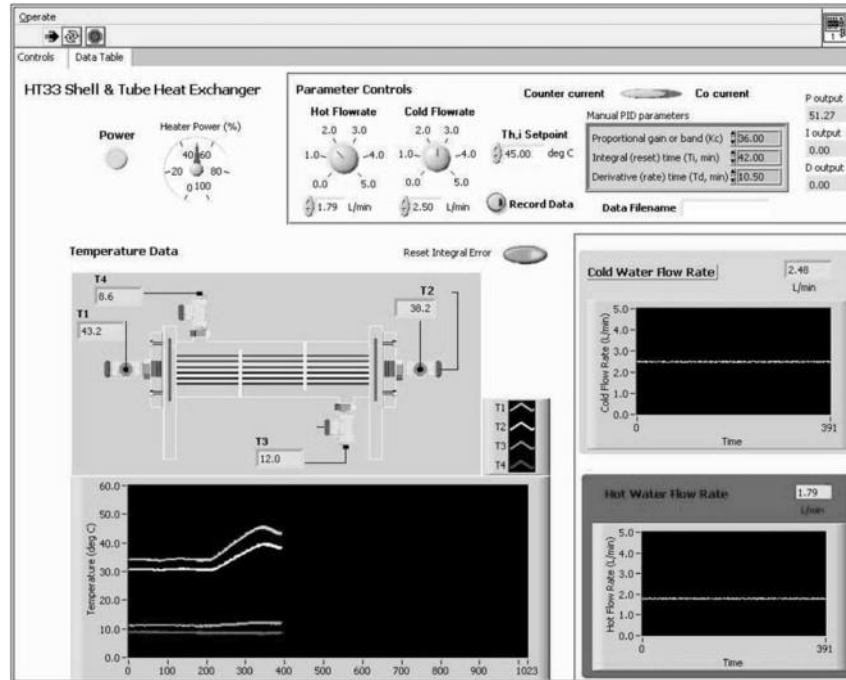 Operate
Controls Data Table
HT33 Shell & Tube Heat Exchanger
Power
Heater Power (%)
40 60
20 80
0 100
Parameter Controls
Hot Flowrate
2.0 3.0
1.0 4.0
0.0 5.0
1.79 L/min
Cold Flowrate
2.0 3.0
1.0 4.0
0.0 5.0
2.50 L/min
Counter current Co current
Th,i Setpoint
45.00 deg C
Record Data
Manual PID parameters
Proportional gain or band (Kc) 36.00
Integral (reset) time (Ti, min) 42.00
Derivative (rate) time (Td, min) 10.50
Data Filename
P output
51.27
I output
0.00
D output
0.00
Temperature Data
Reset Integral Error
T4
8.6
T1
43.2
T2
38.2
T3
12.0
T1
T2
T3
T4
Temperature (deg C)
60.0
50.0
40.0
30.0
20.0
10.0
0.0
0 100 200 300 400 500 600 700 800 900 1023
Cold Water Flow Rate 2.48
L/min
Cold Flow Rate (L/min)
5.0
4.0
3.0
2.0
1.0
0.0
0 391
Time
Hot Water Flow Rate 1.79
L/min
Hot Flow Rate (L/min)
5.0
4.0
3.0
2.0
1.0
0.0
0 391
Time